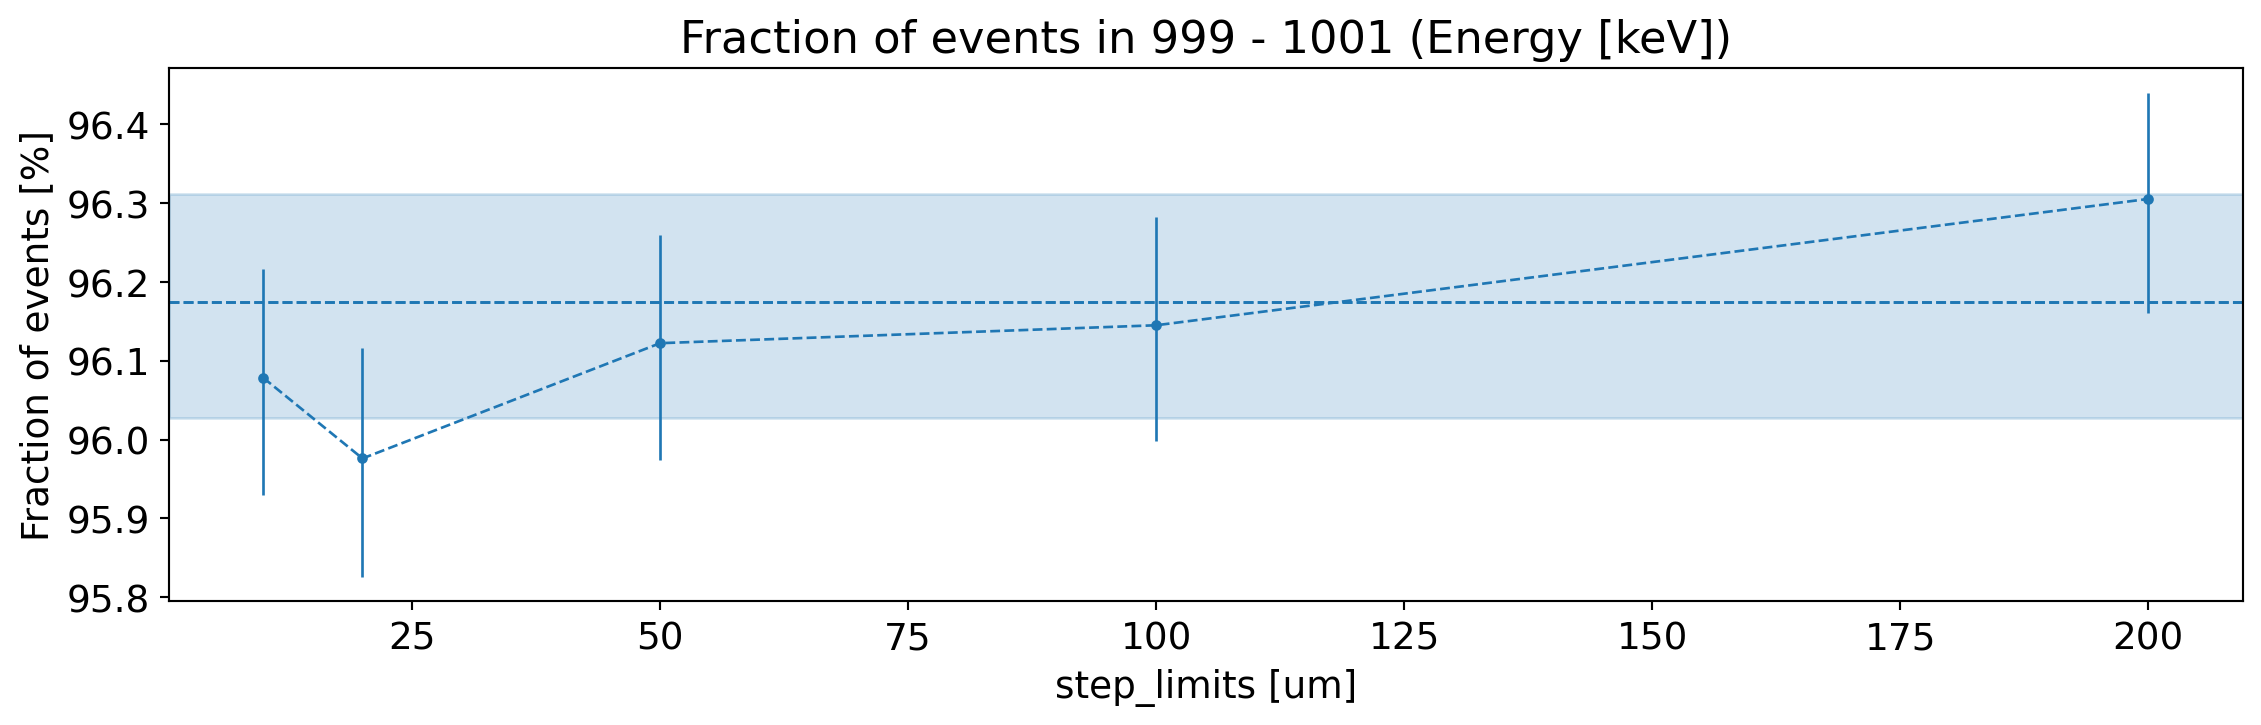 Fraction of events in 999 - 1001 (Energy [keV])
Fraction of events [%]
96.4
96.3
96.2
96.1
96.0
95.9
95.8
25 50 75 100 125 150 175 200
step_limits [um]